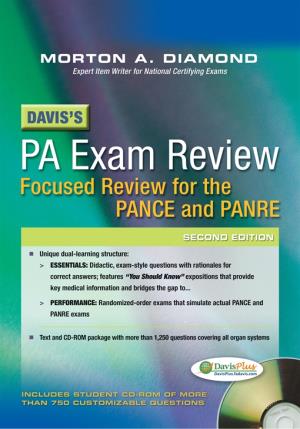 MORTON A. DIAMOND
Expert Item Writer for National Certifying Exams
DAVIS'S
PA Exam Review
Focused Review for the
PANCE and PANRE
SECOND EDITION
■ Unique dual-learning structure:
> ESSENTIALS: Didactic, exam-style questions with rationales for
correct answers; features "You Should Know" expositions that provide
key medical information and bridges the gap to...
> PERFORMANCE: Randomized-order exams that simulate actual PANCE and
PANRE exams
■ Text and CD-ROM package with more than 1,250 questions covering all organ systems
DavisPlus
DavisPlus.fadavis.com
INCLUDES STUDENT CD-ROM OF MORE
THAN 750 CUSTOMIZABLE QUESTIONS